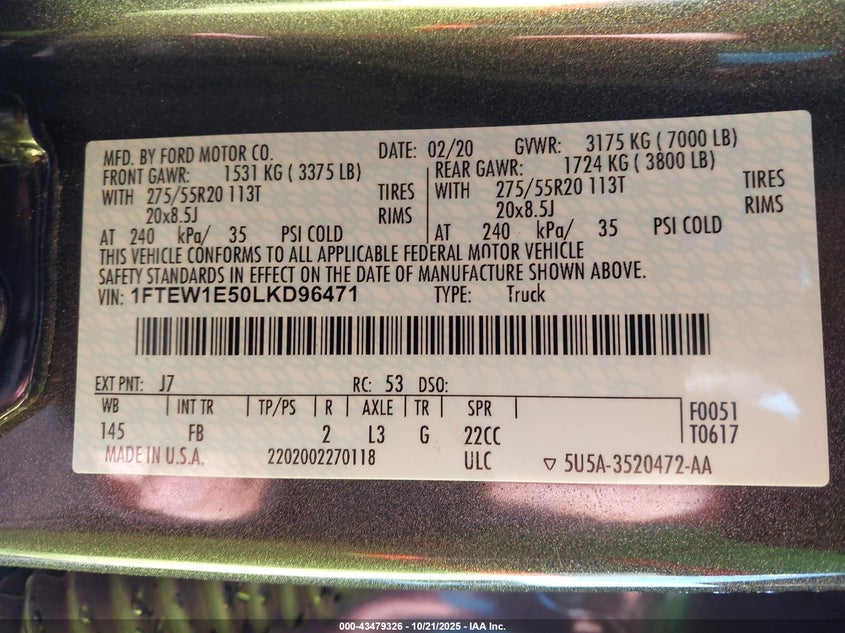 MFD. BY FORD MOTOR CO. DATE: 02/20 GVWR: 3175 KG ( 7000 LB)
FRONT GAWR: 1531 KG ( 3375 LB) REAR GAWR: 1724 KG ( 3800 LB)
WITH 275/55R20 113T TIRES WITH 275/55R20 113T TIRES
20x8.5J RIMS 20x8.5J RIMS
AT 240 kPa/ 35 PSI COLD AT 240 kPa/ 35 PSI COLD
THIS VEHICLE CONFORMS TO ALL APPLICABLE FEDERAL MOTOR VEHICLE
SAFETY STANDARDS IN EFFECT ON THE DATE OF MANUFACTURE SHOWN ABOVE.
VIN: 1FTEW1E50LKD96471 TYPE: Truck
EXT PNT: J7 RC: 53 DSO:
WB INT TR TP/PS R AXLE TR SPR F0051
145 FB 2 L3 G 22CC T0617
MADE IN U.S.A. 2202002270118 ULC ▽ 5U5A-3520472-AA
000-43479326 - 10/21/2025 - IAA Inc.